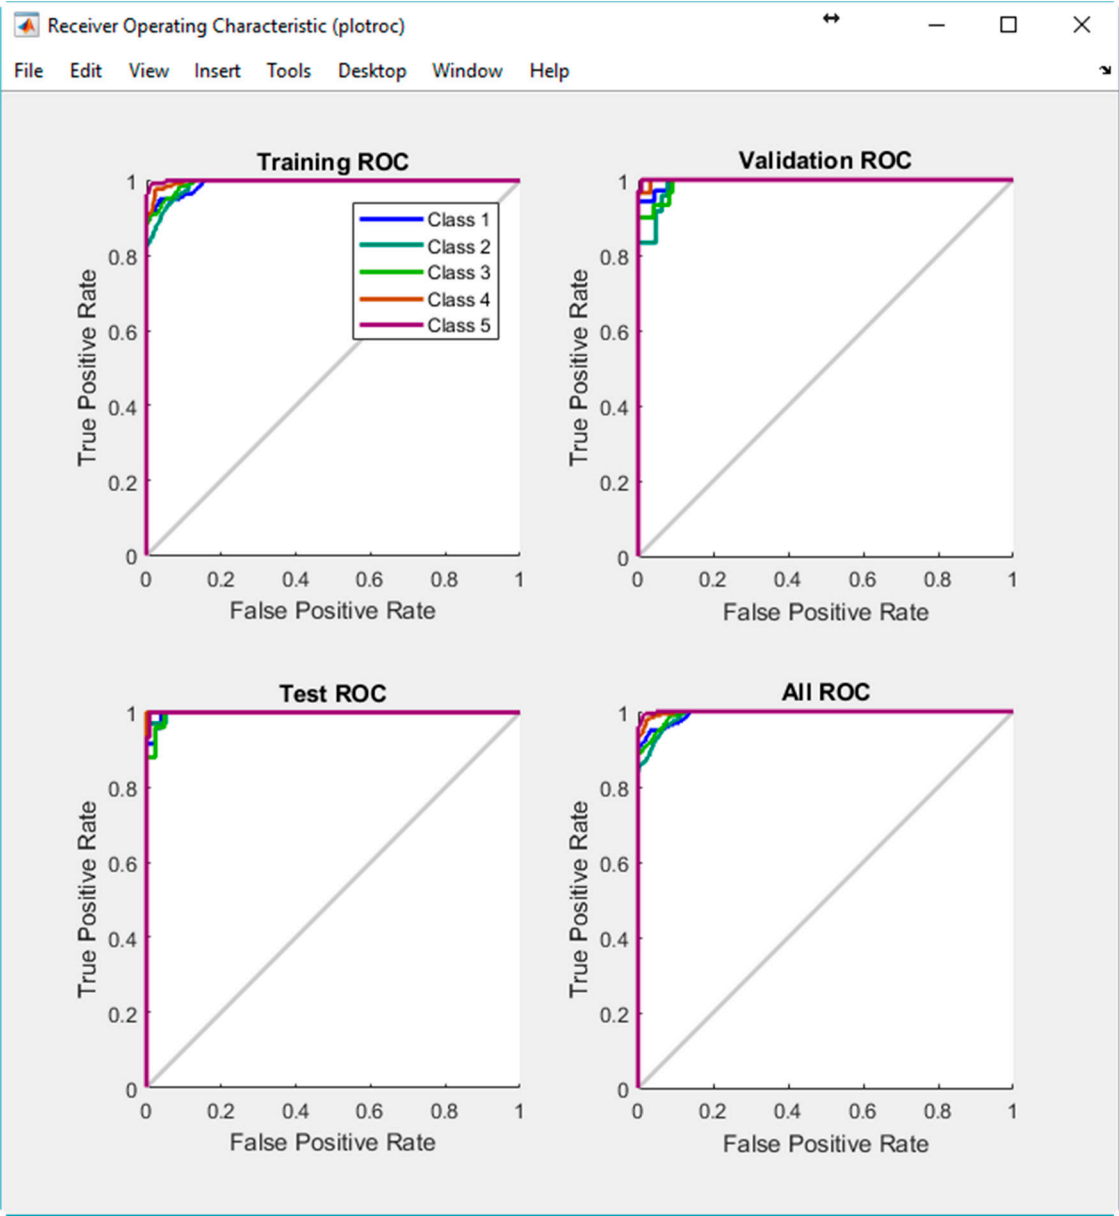 Receiver Operating Characteristic (plotroc)
File Edit View Insert Tools Desktop Window Help
Training ROC
1
0.8
0.6
0.4
0.2
0
True Positive Rate
Class 1
Class 2
Class 3
Class 4
Class 5
0 0.2 0.4 0.6 0.8 1
False Positive Rate
Validation ROC
1
0.8
0.6
0.4
0.2
0
True Positive Rate
0 0.2 0.4 0.6 0.8 1
False Positive Rate
Test ROC
1
0.8
0.6
0.4
0.2
0
True Positive Rate
0 0.2 0.4 0.6 0.8 1
False Positive Rate
All ROC
1
0.8
0.6
0.4
0.2
0
True Positive Rate
0 0.2 0.4 0.6 0.8 1
False Positive Rate